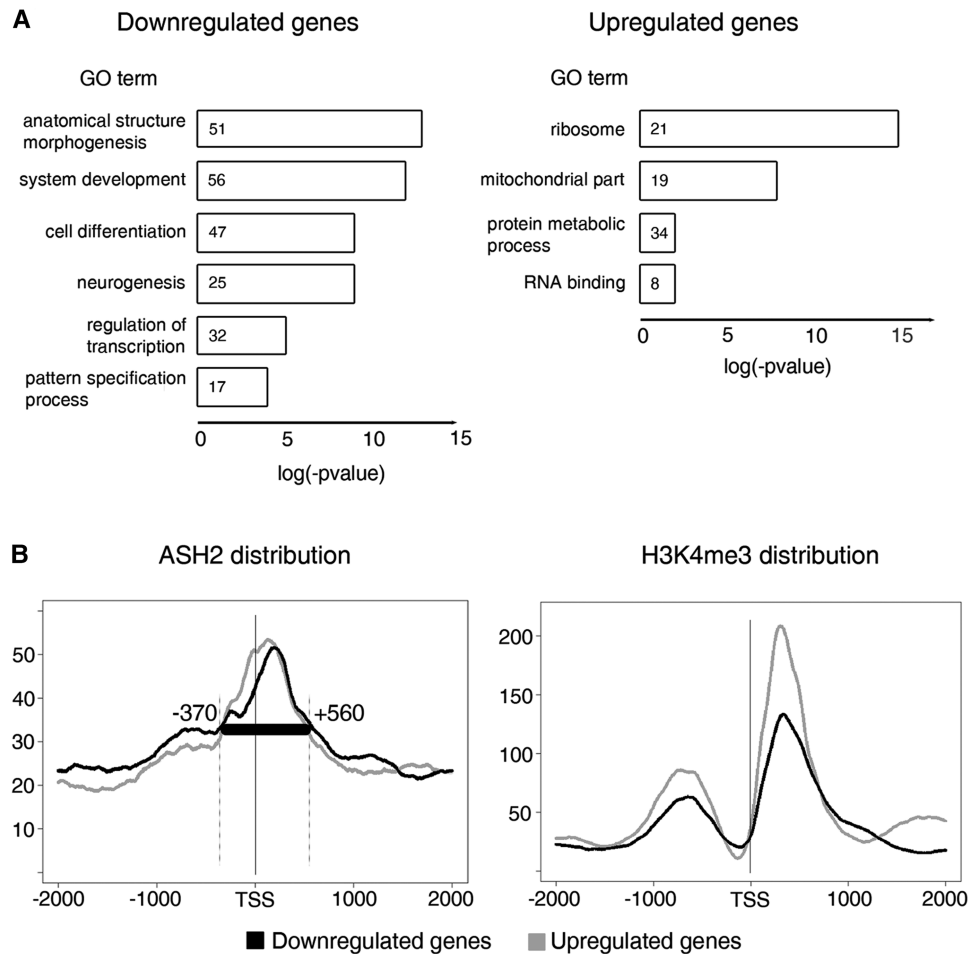 A
Downregulated genes
GO term
anatomical structure
morphogenesis
51
system development
56
cell differentiation
47
neurogenesis
25
regulation of
transcription
32
pattern specification
process
17
0 5 10 15
log(-pvalue)
Upregulated genes
GO term
ribosome
21
mitochondrial part
19
protein metabolic
process
34
RNA binding
8
0 5 10 15
log(-pvalue)
B
ASH2 distribution
50
40
30
20
10
-370
+560
-2000 -1000 TSS 1000 2000
H3K4me3 distribution
200
150
100
50
-2000 -1000 TSS 1000 2000
Downregulated genes
Upregulated genes